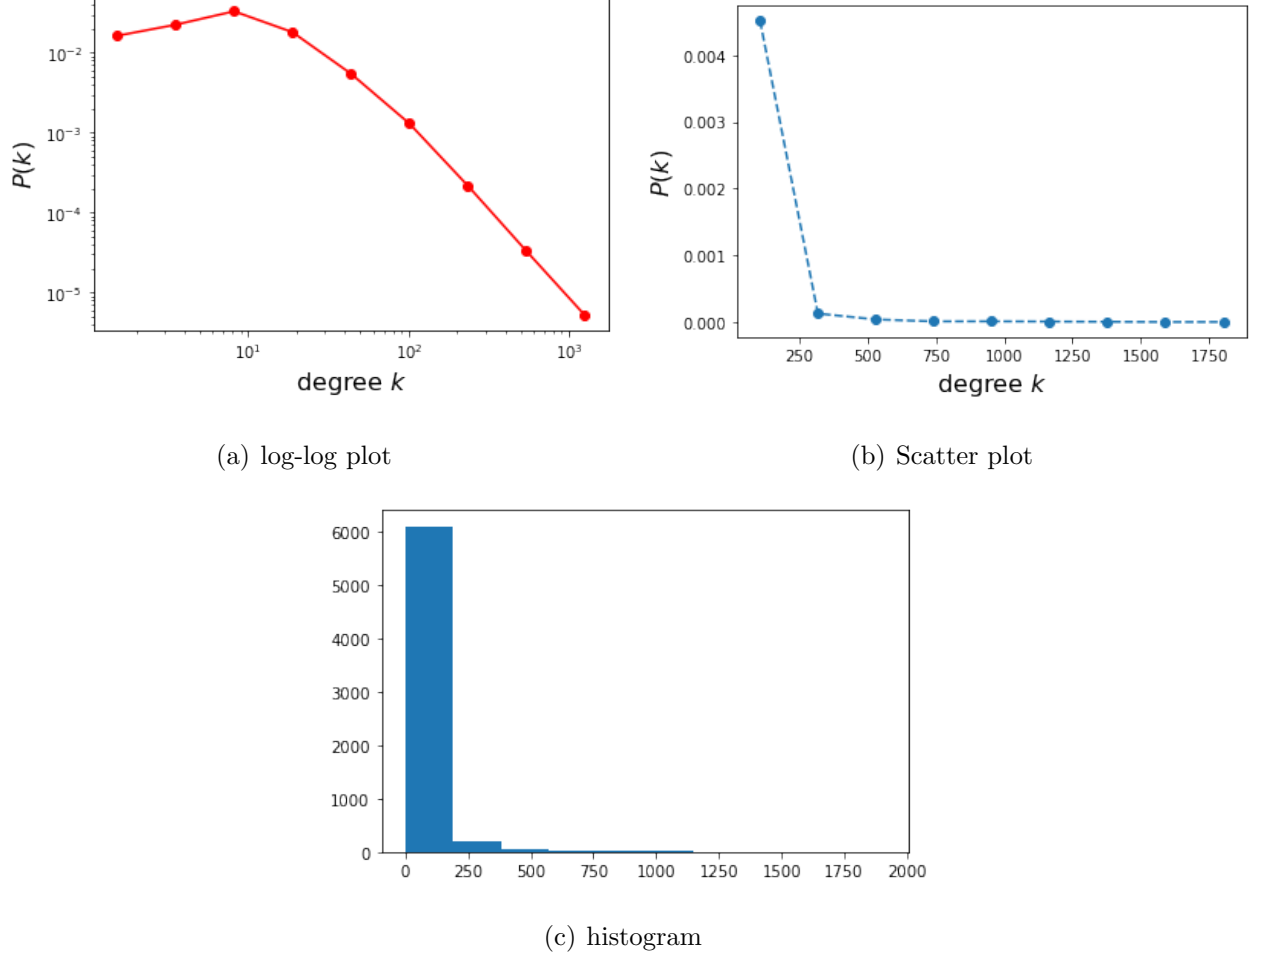 10⁻²
10⁻³
10⁻⁴
10⁻⁵
P(k)
10¹ 10² 10³
degree k
(a) log-log plot
0.004
0.003
0.002
0.001
0.000
P(k)
250 500 750 1000 1250 1500 1750
degree k
(b) Scatter plot
6000
5000
4000
3000
2000
1000
0
0 250 500 750 1000 1250 1500 1750 2000
(c) histogram